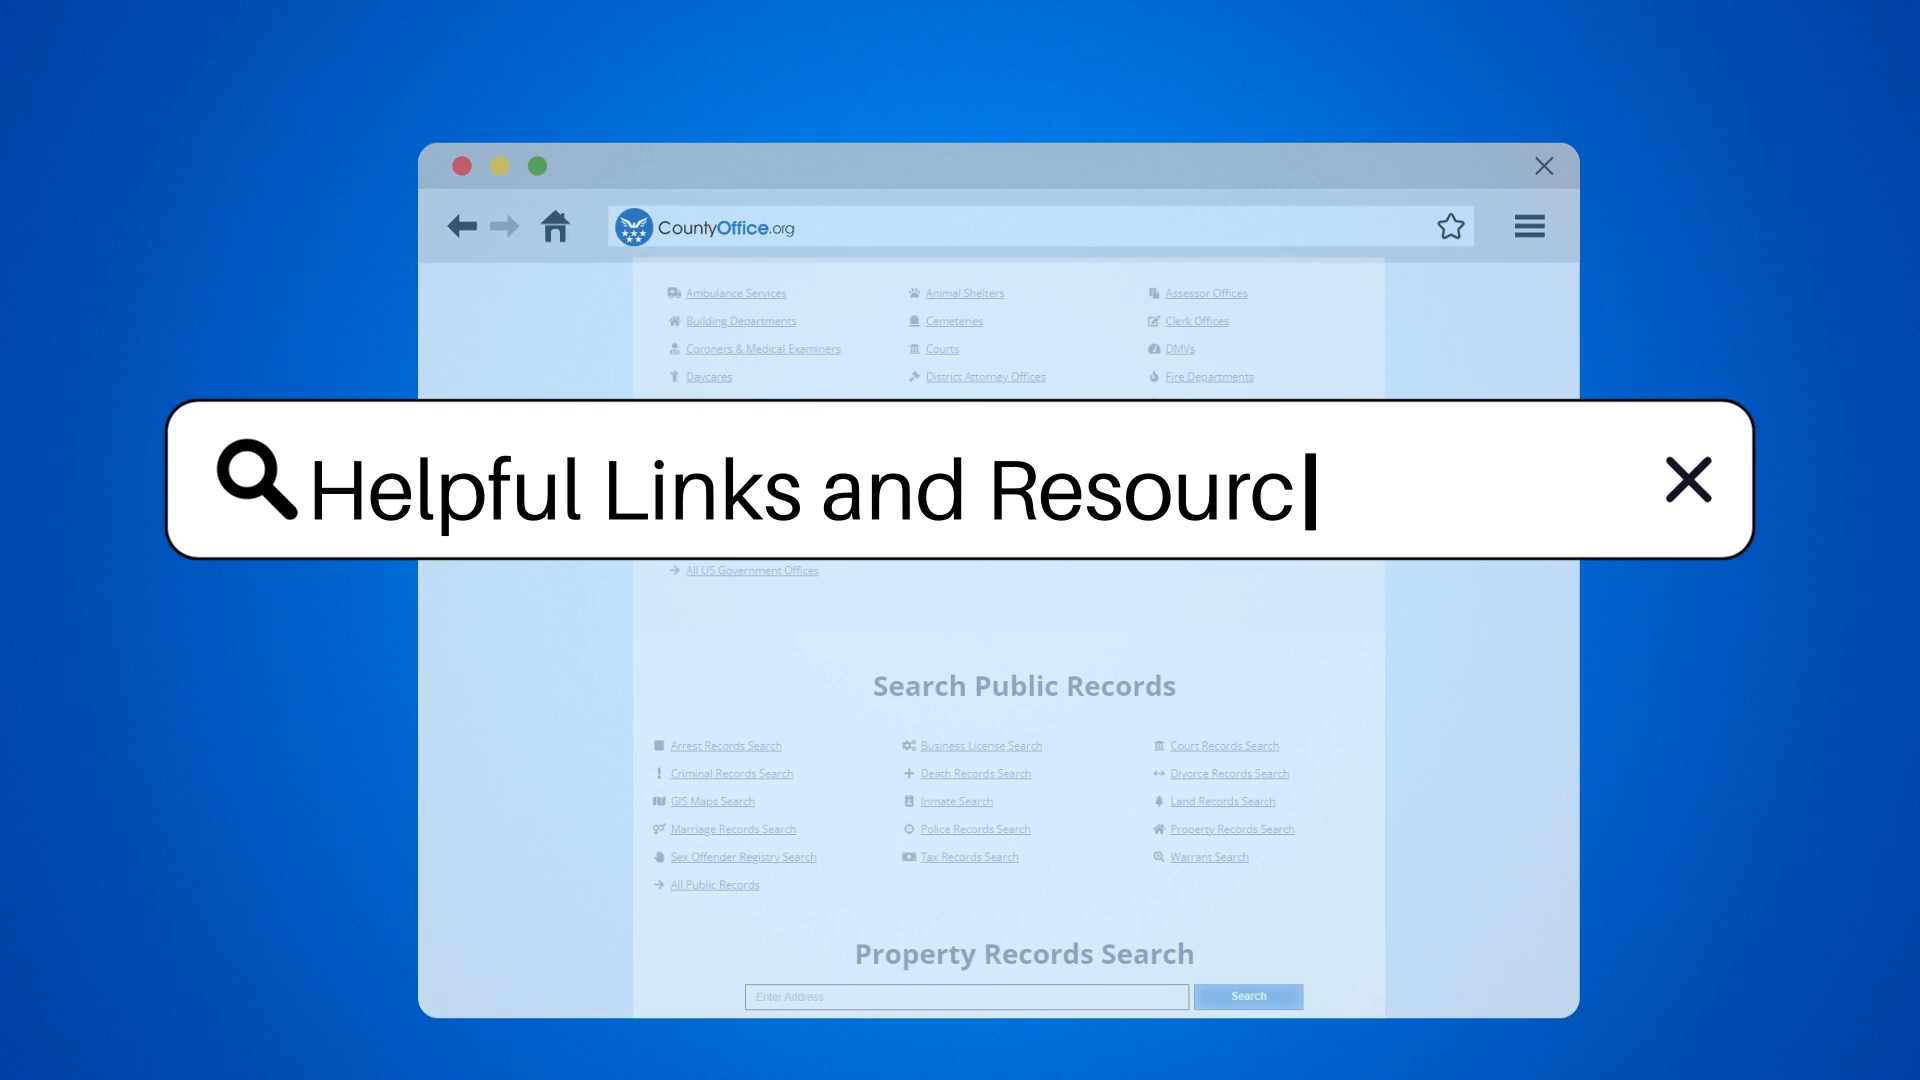 CountyOffice.org
Ambulance Services Animal Shelters Assessor Offices
Building Departments Cemeteries Clerk Offices
Coroners & Medical Examiners Courts DMVs
Daycares District Attorney Offices Fire Departments
Helpful Links and Resourc
All US Government Offices
Search Public Records
Arrest Records Search Business License Search Court Records Search
Criminal Records Search Death Records Search Divorce Records Search
GIS Maps Search Inmate Search Land Records Search
Marriage Records Search Police Records Search Property Records Search
Sex Offender Registry Search Tax Records Search Warrant Search
All Public Records
Property Records Search
Enter Address Search